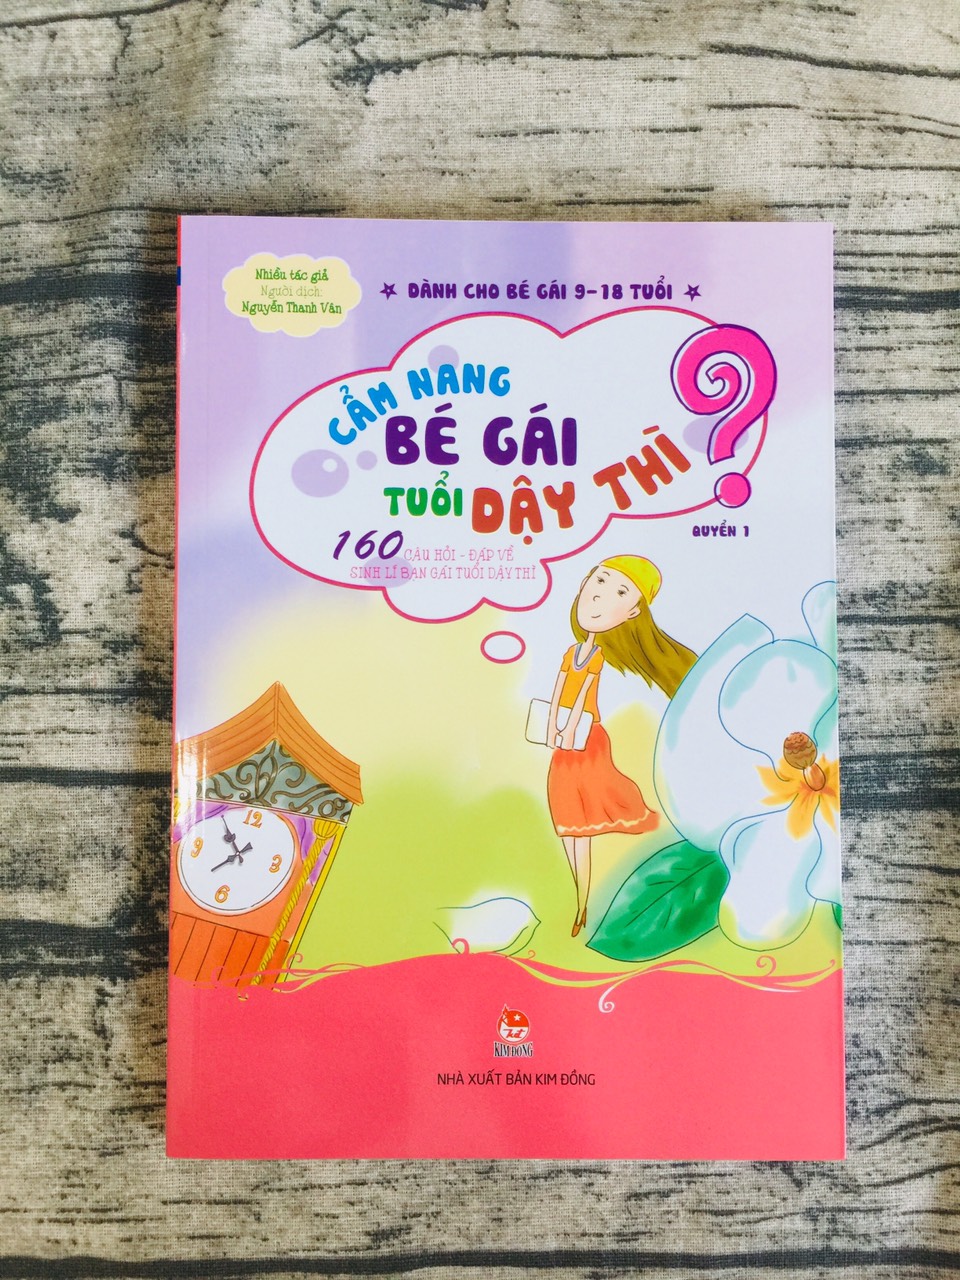 Nhiều tác giả
Người dịch:
Nguyễn Thanh Vân
DÀNH CHO BÉ GÁI 9-18 TUỔI
CẨM NANG
BÉ GÁI
TUỔI DẬY THÌ ?
QUYỂN 1
160 CÂU HỎI - ĐÁP VỀ
SINH LÍ BẠN GÁI TUỔI DẬY THÌ
12
9
3
6
KIM ĐỒNG
NHÀ XUẤT BẢN KIM ĐỒNG